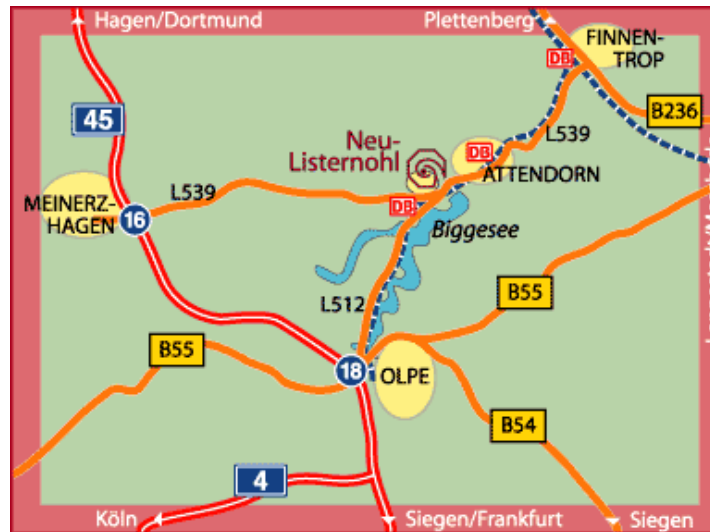 Hagen/Dortmund
Plettenberg
FINNEN-
TROP
DB
B236
45
L539
Neu-
Listernohl
DB
ATTENDORN
L539
MEINERZ-
HAGEN
16
DB
Biggesee
L512
B55
B55
18
OLPE
B54
4
Köln
Siegen/Frankfurt
Siegen